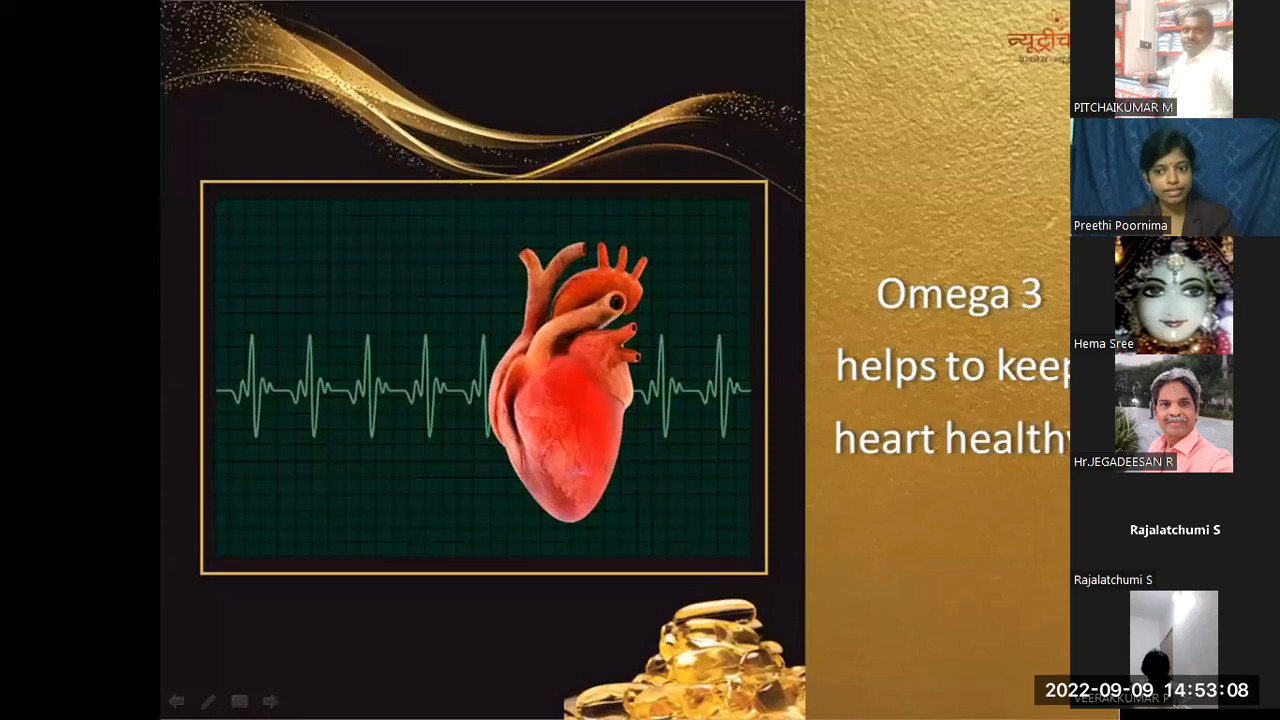 न्यूट्रीच
Omega 3
helps to keep
heart healthy
PITCHAIKUMAR M
Preethi Poornima
Hema Sree
Hr.JEGADEESAN R
Rajalatchumi S
Rajalatchumi S
VEERAKKUMAR P
2022-09-09 14:53:08